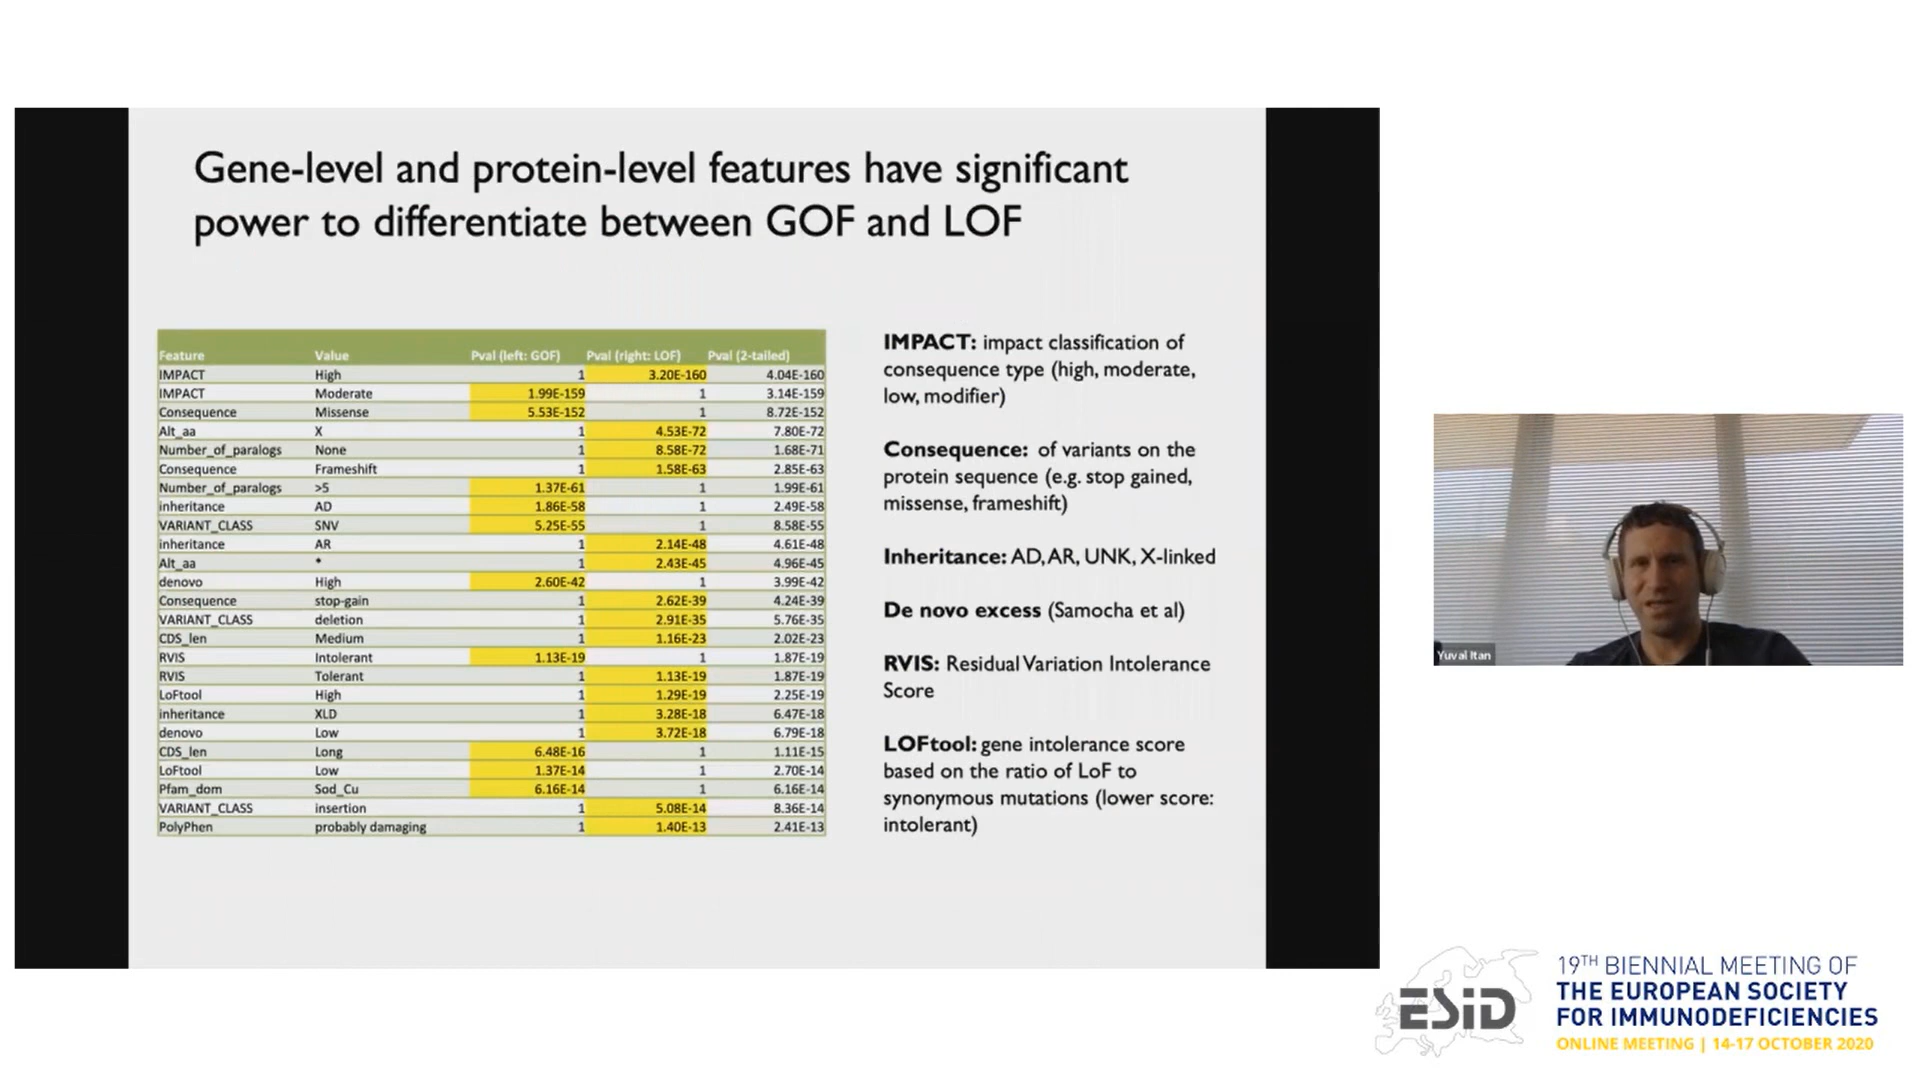 Gene-level and protein-level features have significant
power to differentiate between GOF and LOF
Feature Value Pval (left: GOF) Pval (right: LOF) Pval (2-tailed)
IMPACT High 1 3.20E-160 4.04E-160
IMPACT Moderate 1.99E-159 1 3.14E-159
Consequence Missense 5.53E-152 1 8.72E-152
Alt_aa X 1 4.53E-72 7.80E-72
Number_of_paralogs None 1 8.58E-72 1.68E-71
Consequence Frameshift 1 1.58E-63 2.85E-63
Number_of_paralogs >5 1.37E-61 1 1.99E-61
inheritance AD 1.86E-58 1 2.49E-58
VARIANT_CLASS SNV 5.25E-55 1 8.58E-55
inheritance AR 1 2.14E-48 4.61E-48
Alt_aa * 1 2.43E-45 4.96E-45
denovo High 2.60E-42 1 3.99E-42
Consequence stop-gain 1 2.62E-39 4.24E-39
VARIANT_CLASS deletion 1 2.91E-35 5.76E-35
CDS_len Medium 1 1.16E-23 2.02E-23
RVIS Intolerant 1.13E-19 1 1.87E-19
RVIS Tolerant 1 1.13E-19 1.87E-19
LoFtool High 1 1.29E-19 2.25E-19
inheritance XLD 1 3.28E-18 6.47E-18
denovo Low 1 3.72E-18 6.79E-18
CDS_len Long 6.48E-16 1 1.11E-15
LoFtool Low 1.37E-14 1 2.70E-14
Pfam_dom Sod_Cu 6.16E-14 1 6.16E-14
VARIANT_CLASS insertion 1 5.08E-14 8.36E-14
PolyPhen probably damaging 1 1.40E-13 2.41E-13
IMPACT: impact classification of
consequence type (high, moderate,
low, modifier)
Consequence: of variants on the
protein sequence (e.g. stop gained,
missense, frameshift)
Inheritance: AD, AR, UNK, X-linked
De novo excess (Samocha et al)
RVIS: Residual Variation Intolerance
Score
LOFtool: gene intolerance score
based on the ratio of LoF to
synonymous mutations (lower score:
intolerant)
Yuval Itan
ESiD
19TH BIENNIAL MEETING OF
THE EUROPEAN SOCIETY
FOR IMMUNODEFICIENCIES
ONLINE MEETING | 14-17 OCTOBER 2020